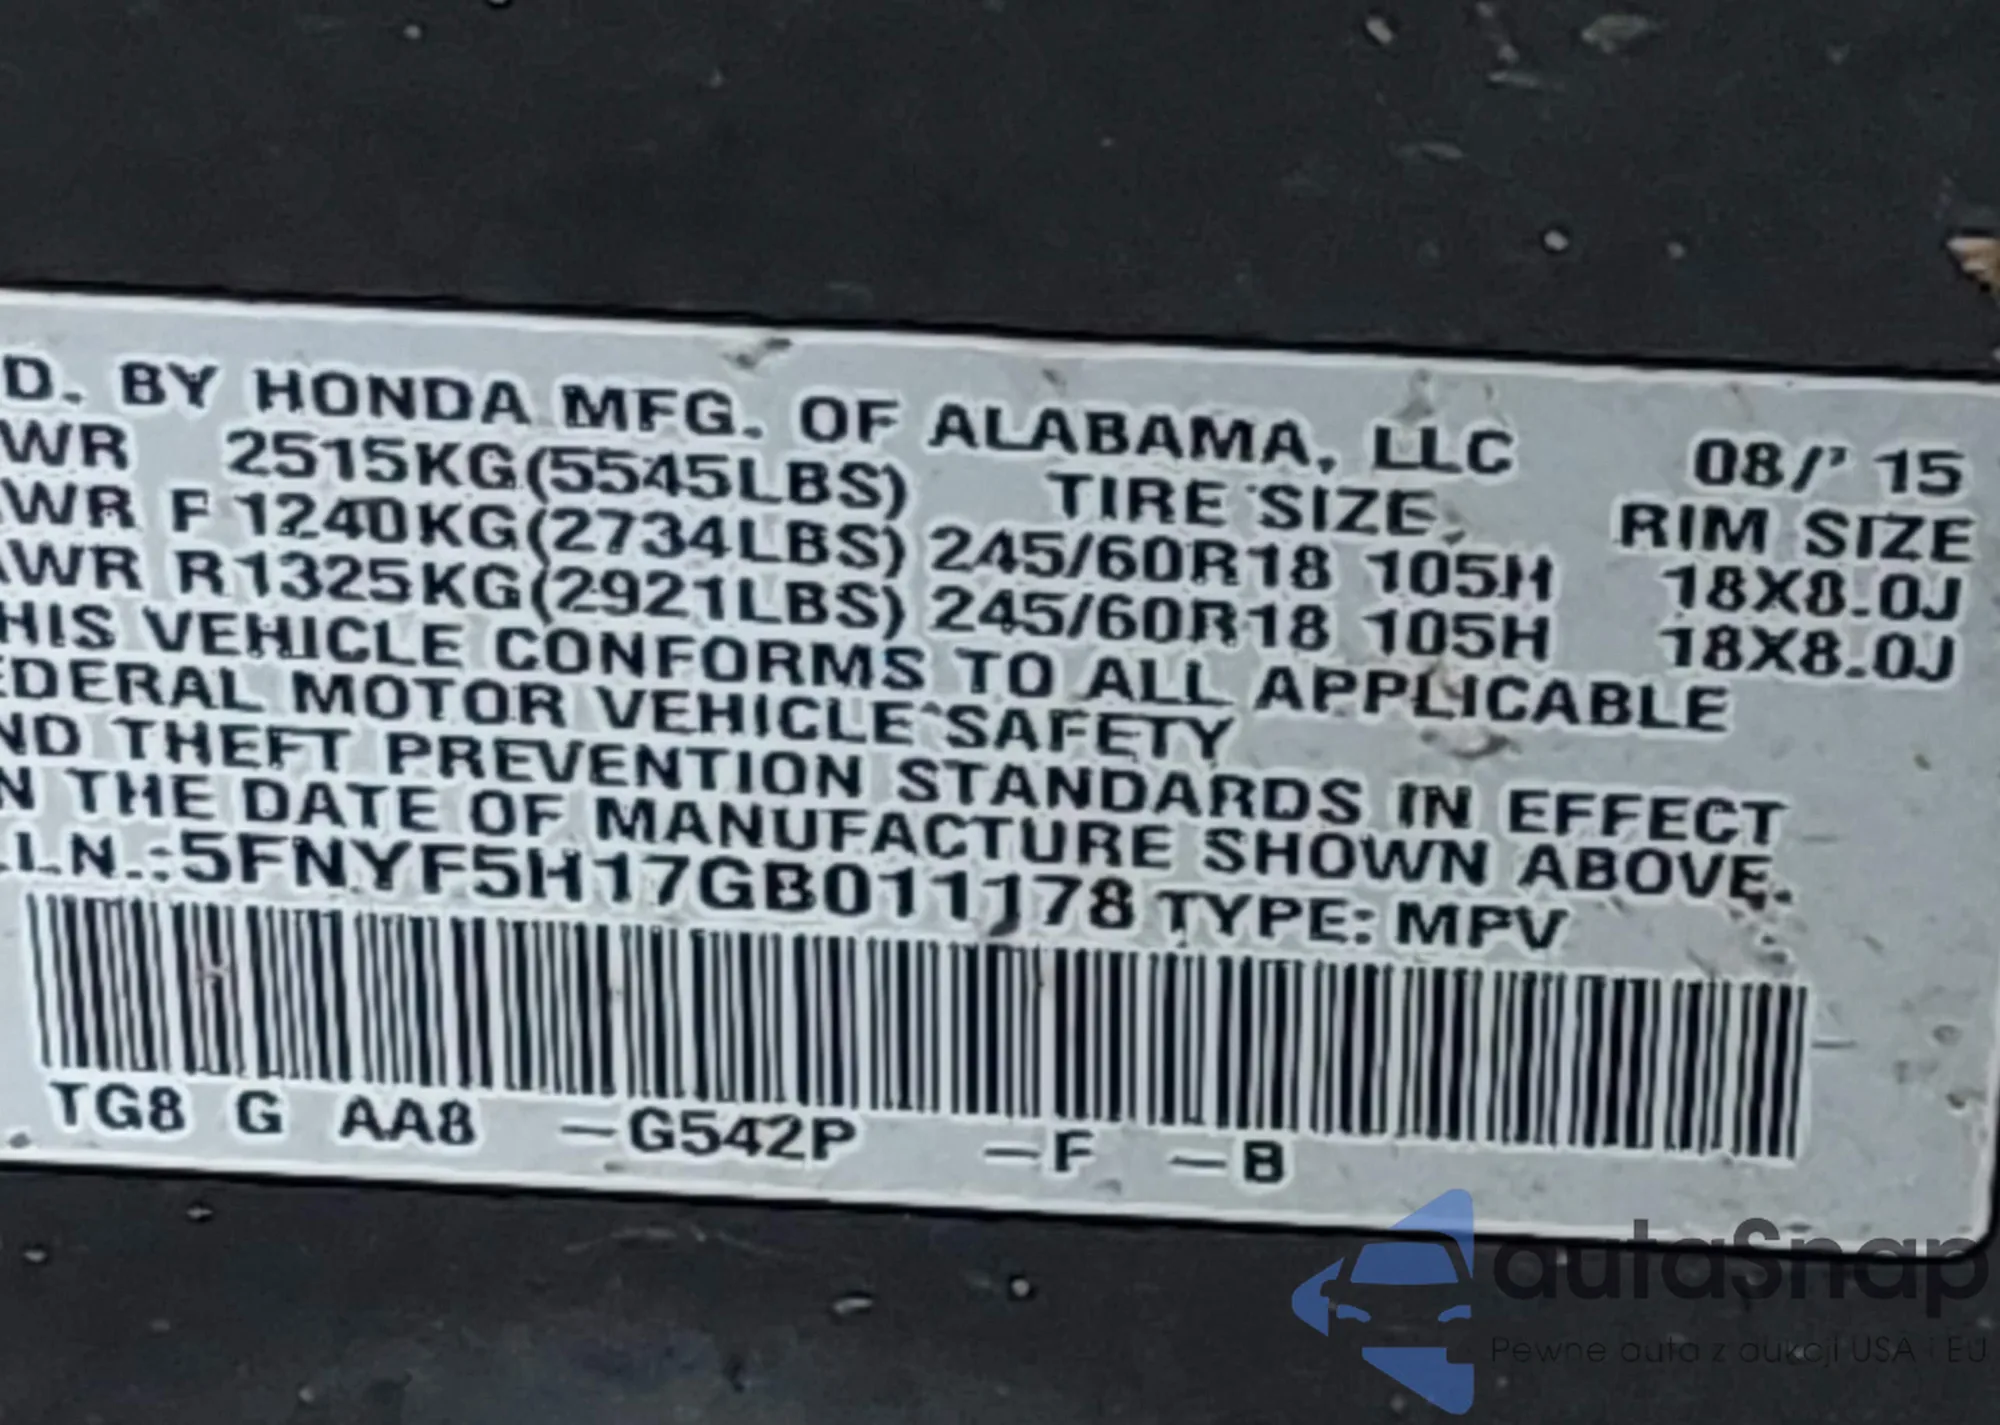 D. BY HONDA MFG. OF ALABAMA, LLC 08/' 15
WR 2515KG(5545LBS) TIRE SIZE RIM SIZE
WR F 1240KG(2734LBS) 245/60R18 105H 18X8.0J
WR R1325KG(2921LBS) 245/60R18 105H 18X8.0J
HIS VEHICLE CONFORMS TO ALL APPLICABLE
EDERAL MOTOR VEHICLE SAFETY
ND THEFT PREVENTION STANDARDS IN EFFECT
N THE DATE OF MANUFACTURE SHOWN ABOVE.
.I.N.:5FNYF5H17GB011178 TYPE: MPV
TG8 G AA8 –G542P –F –B
autaSnap
Pewne auta z aukcji USA i EU